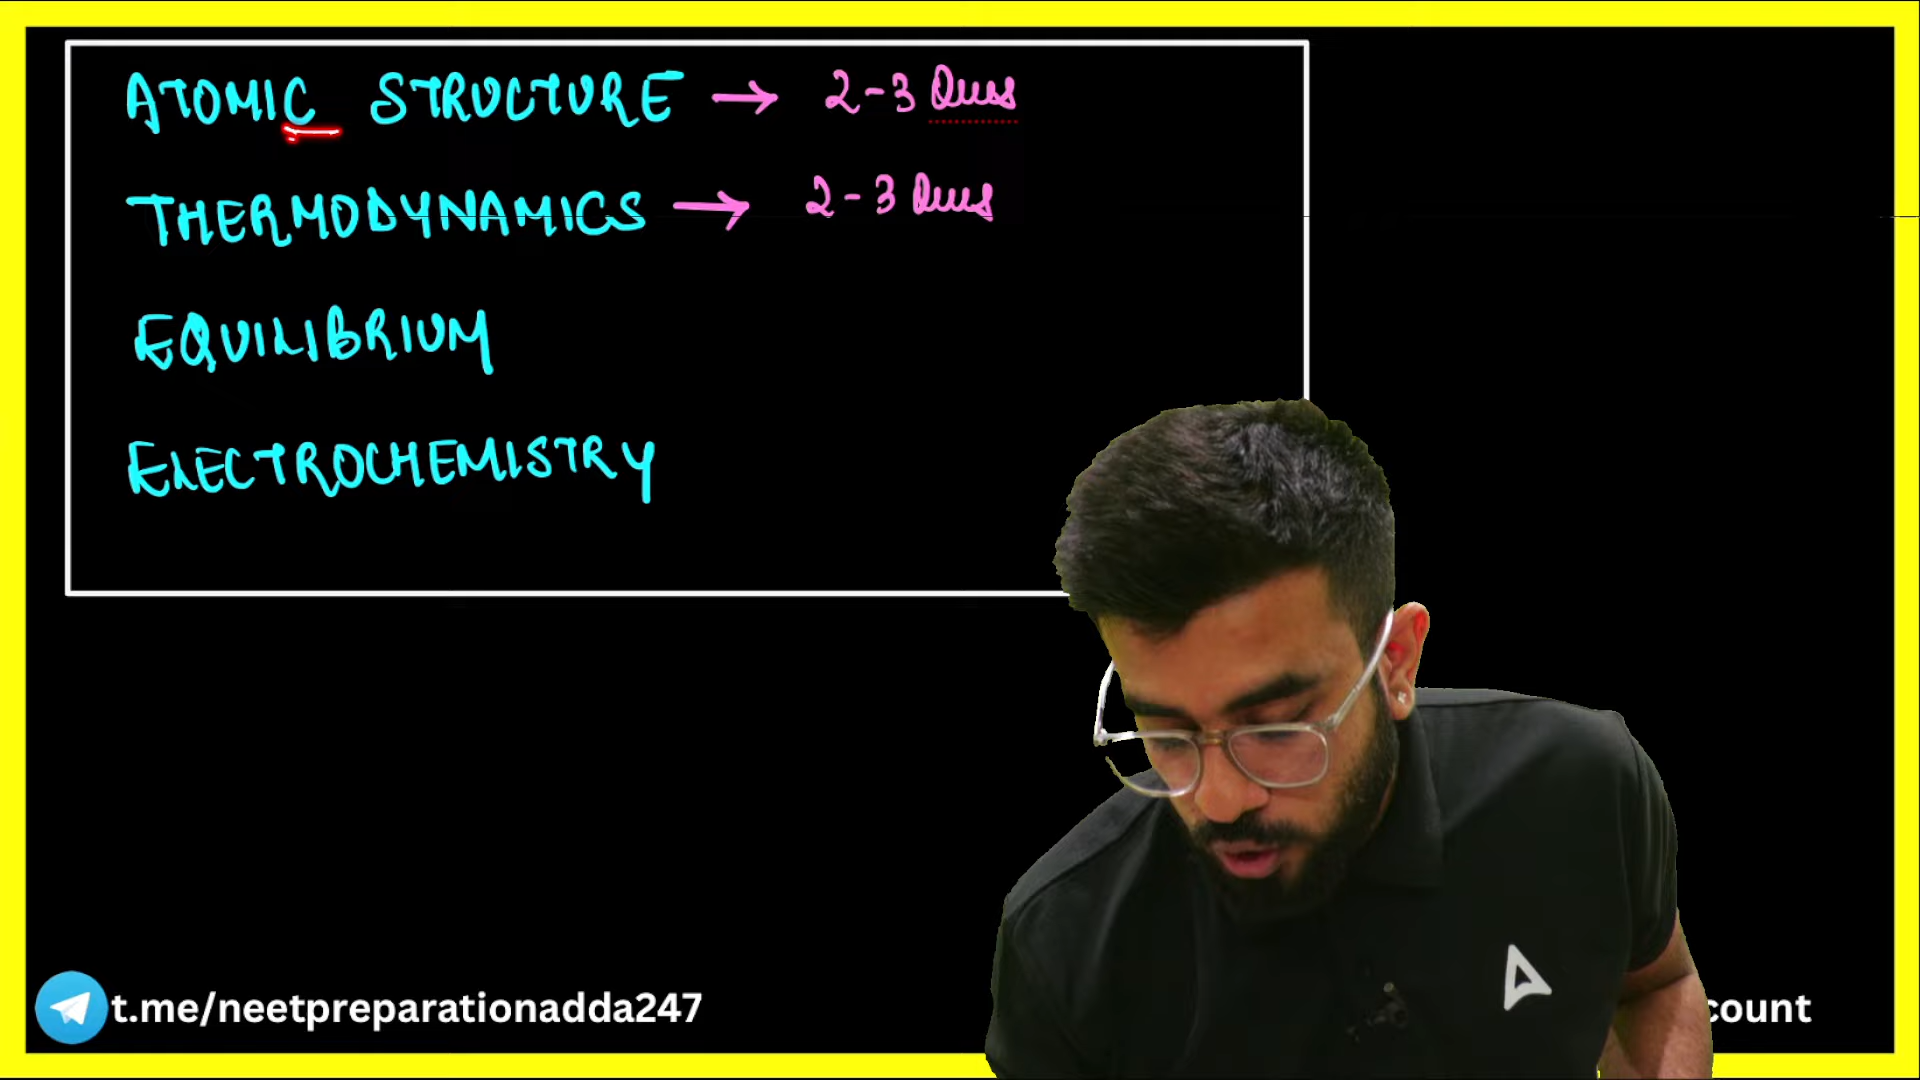 ATOMIC STRUCTURE → 2-3 Ques
THERMODYNAMICS → 2-3 Ques
EQUILIBRIUM
ELECTROCHEMISTRY
t.me/neetpreparationadda247
count